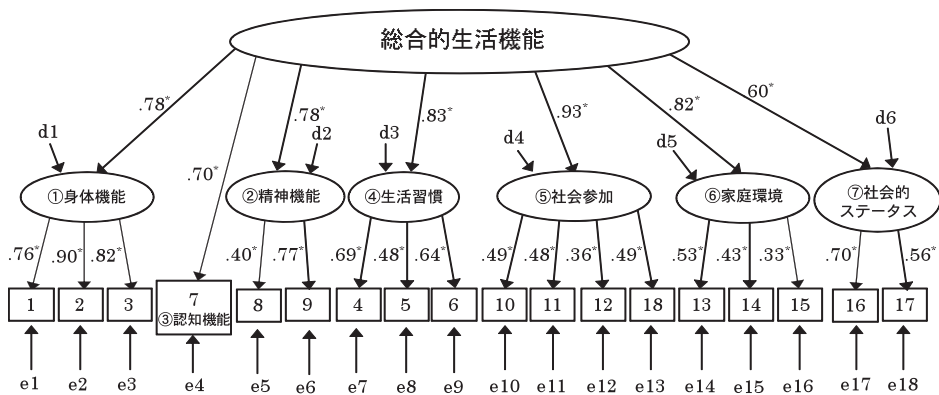 総合的生活機能
.78*
.70*
.78*
.83*
.93*
.82*
60*
d1
d2
d3
d4
d5
d6
①身体機能
②精神機能
④生活習慣
⑤社会参加
⑥家庭環境
⑦社会的
ステータス
.76*
.90*
.82*
.40*
.77*
.69*
.48*
.64*
.49*
.48*
.36*
.49*
.53*
.43*
.33*
.70*
.56*
1
2
3
7
③認知機能
8
9
4
5
6
10
11
12
18
13
14
15
16
17
e1
e2
e3
e4
e5
e6
e7
e8
e9
e10
e11
e12
e13
e14
e15
e16
e17
e18